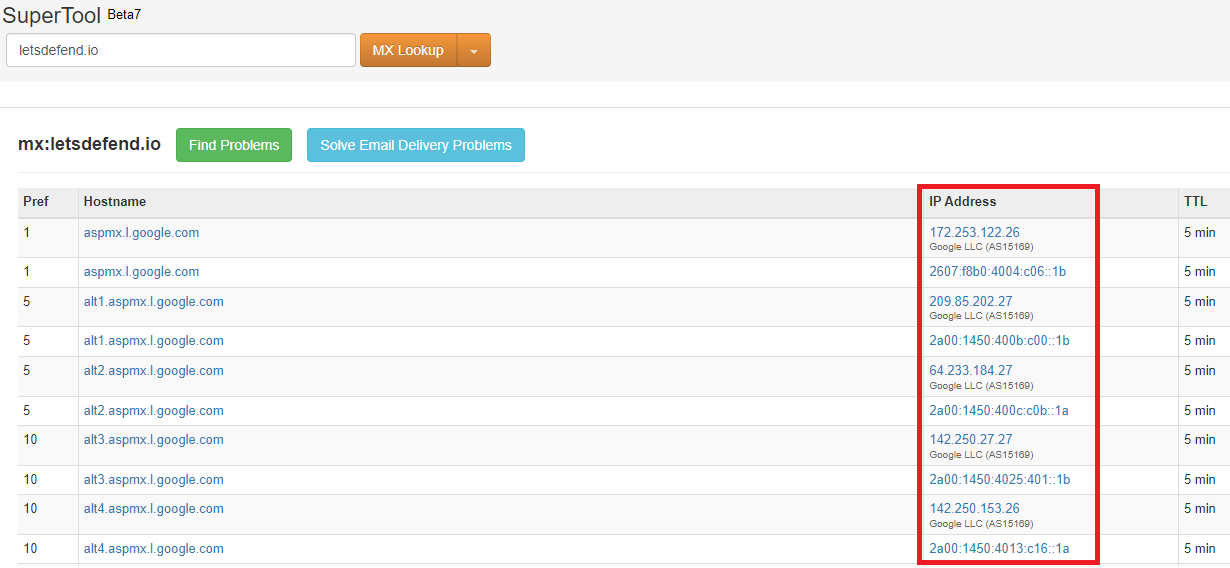 SuperTool Beta7
letsdefend.io MX Lookup
mx:letsdefend.io Find Problems Solve Email Delivery Problems
Pref Hostname IP Address TTL
1 aspmx.l.google.com 172.253.122.26 5 min
Google LLC (AS15169)
1 aspmx.l.google.com 2607:f8b0:4004:c06::1b 5 min
5 alt1.aspmx.l.google.com 209.85.202.27 5 min
Google LLC (AS15169)
5 alt1.aspmx.l.google.com 2a00:1450:400b:c00::1b 5 min
5 alt2.aspmx.l.google.com 64.233.184.27 5 min
Google LLC (AS15169)
5 alt2.aspmx.l.google.com 2a00:1450:400c:c0b::1a 5 min
10 alt3.aspmx.l.google.com 142.250.27.27 5 min
Google LLC (AS15169)
10 alt3.aspmx.l.google.com 2a00:1450:4025:401::1b 5 min
10 alt4.aspmx.l.google.com 142.250.153.26 5 min
Google LLC (AS15169)
10 alt4.aspmx.l.google.com 2a00:1450:4013:c16::1a 5 min